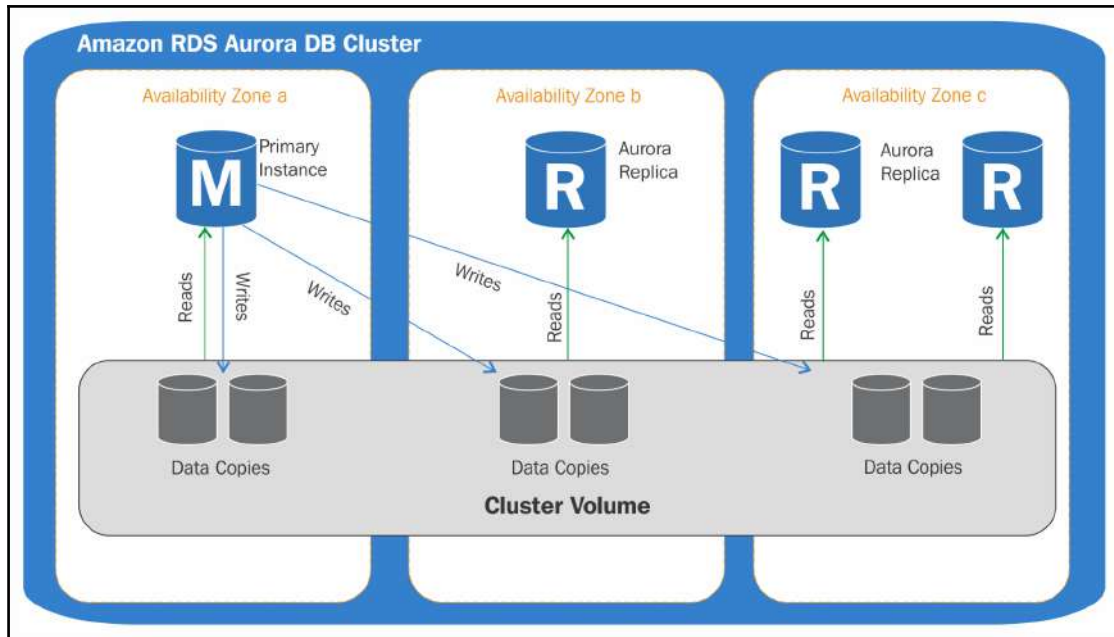 Amazon RDS Aurora DB Cluster
Availability Zone a
Availability Zone b
Availability Zone c
M
Primary
Instance
R
Aurora
Replica
R
Aurora
Replica
R
Reads
Writes
Writes
Writes
Reads
Reads
Reads
Data Copies
Data Copies
Data Copies
Cluster Volume